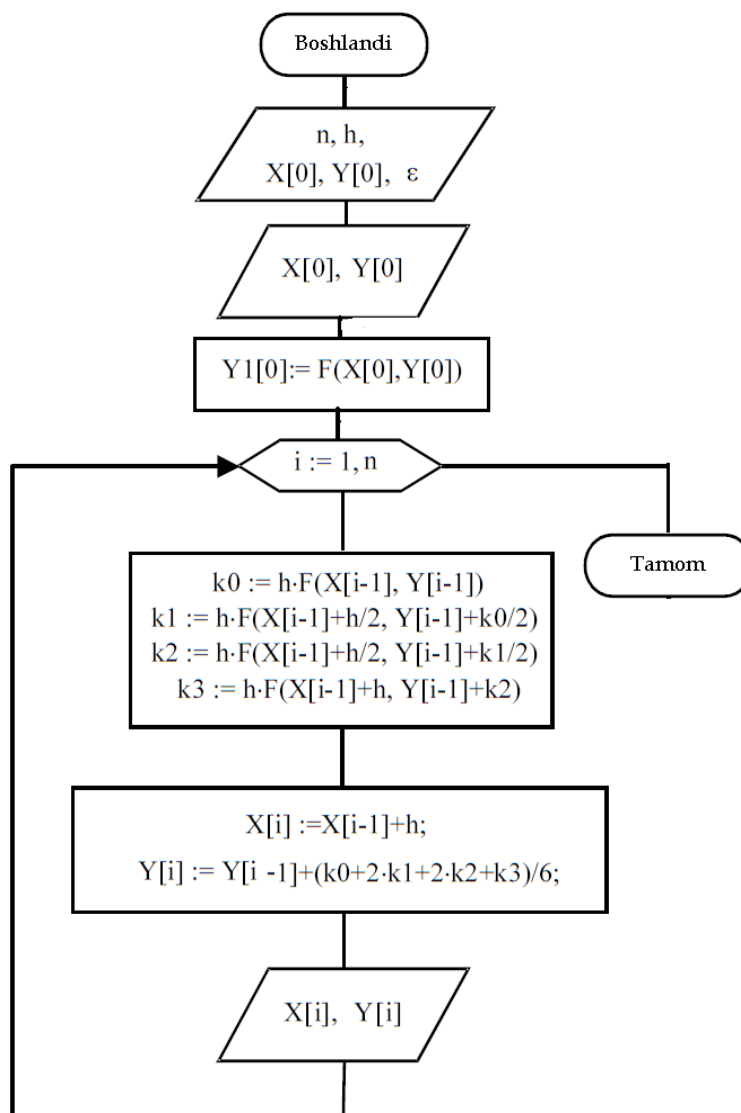 Boshlandi
n, h,
X[0], Y[0], ε
X[0], Y[0]
Y1[0]:= F(X[0],Y[0])
i := 1, n
Tamom
k0 := h·F(X[i-1], Y[i-1])
k1 := h·F(X[i-1]+h/2, Y[i-1]+k0/2)
k2 := h·F(X[i-1]+h/2, Y[i-1]+k1/2)
k3 := h·F(X[i-1]+h, Y[i-1]+k2)
X[i] :=X[i-1]+h;
Y[i] := Y[i -1]+(k0+2·k1+2·k2+k3)/6;
X[i], Y[i]